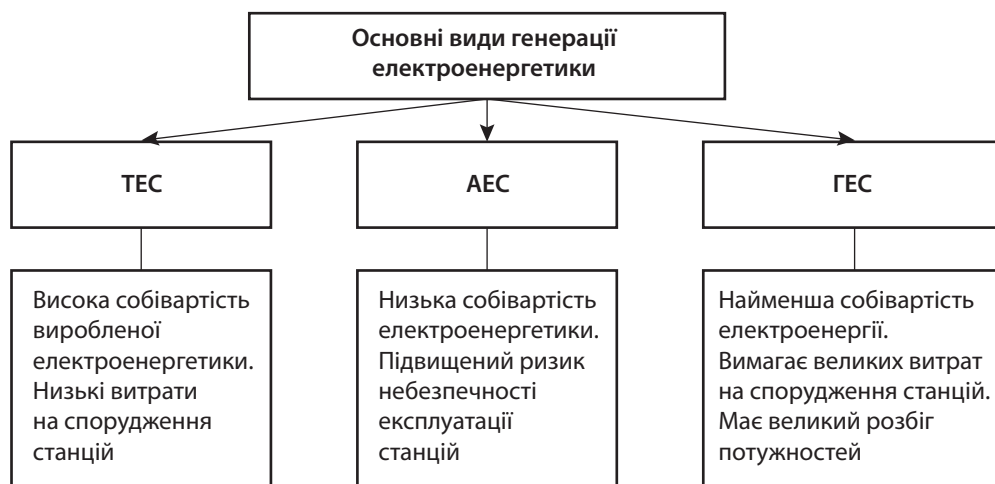 Основні види генерації
електроенергетики
ТЕС
АЕС
ГЕС
Висока собівартість
виробленої
електроенергетики.
Низькі витрати
на спорудження
станцій
Низька собівартість
електроенергетики.
Підвищений ризик
небезпечності
експлуатації
станцій
Найменша собівартість
електроенергії.
Вимагає великих витрат
на спорудження станцій.
Має великий розбіг
потужностей